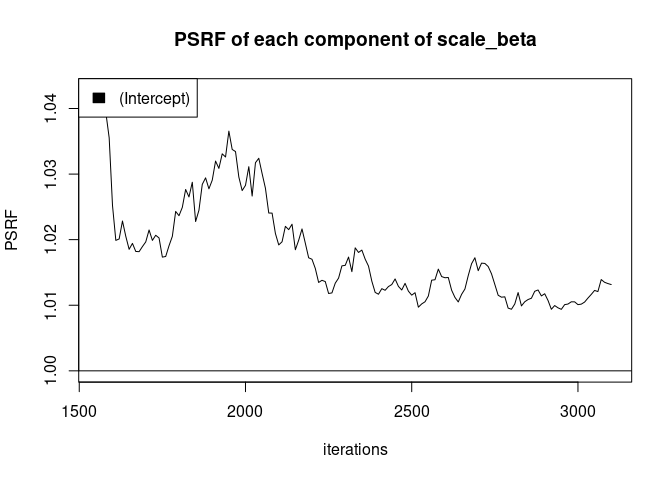 PSRF of each component of scale_beta
(Intercept)
1.04
1.03
1.02
1.01
1.00
PSRF
1500 2000 2500 3000
iterations